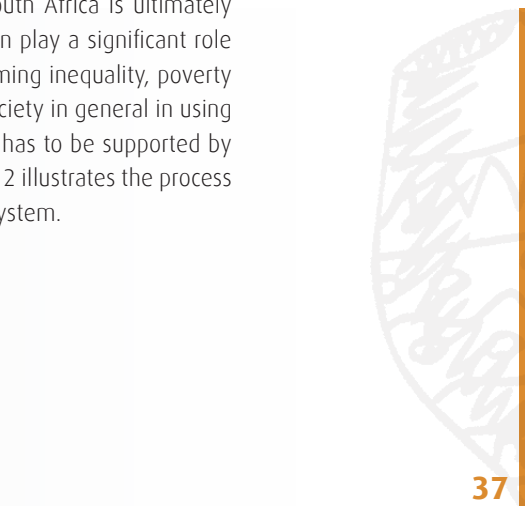 outh Africa is ultimately
n play a significant role
ming inequality, poverty
ciety in general in using
has to be supported by
2 illustrates the process
ystem.
37